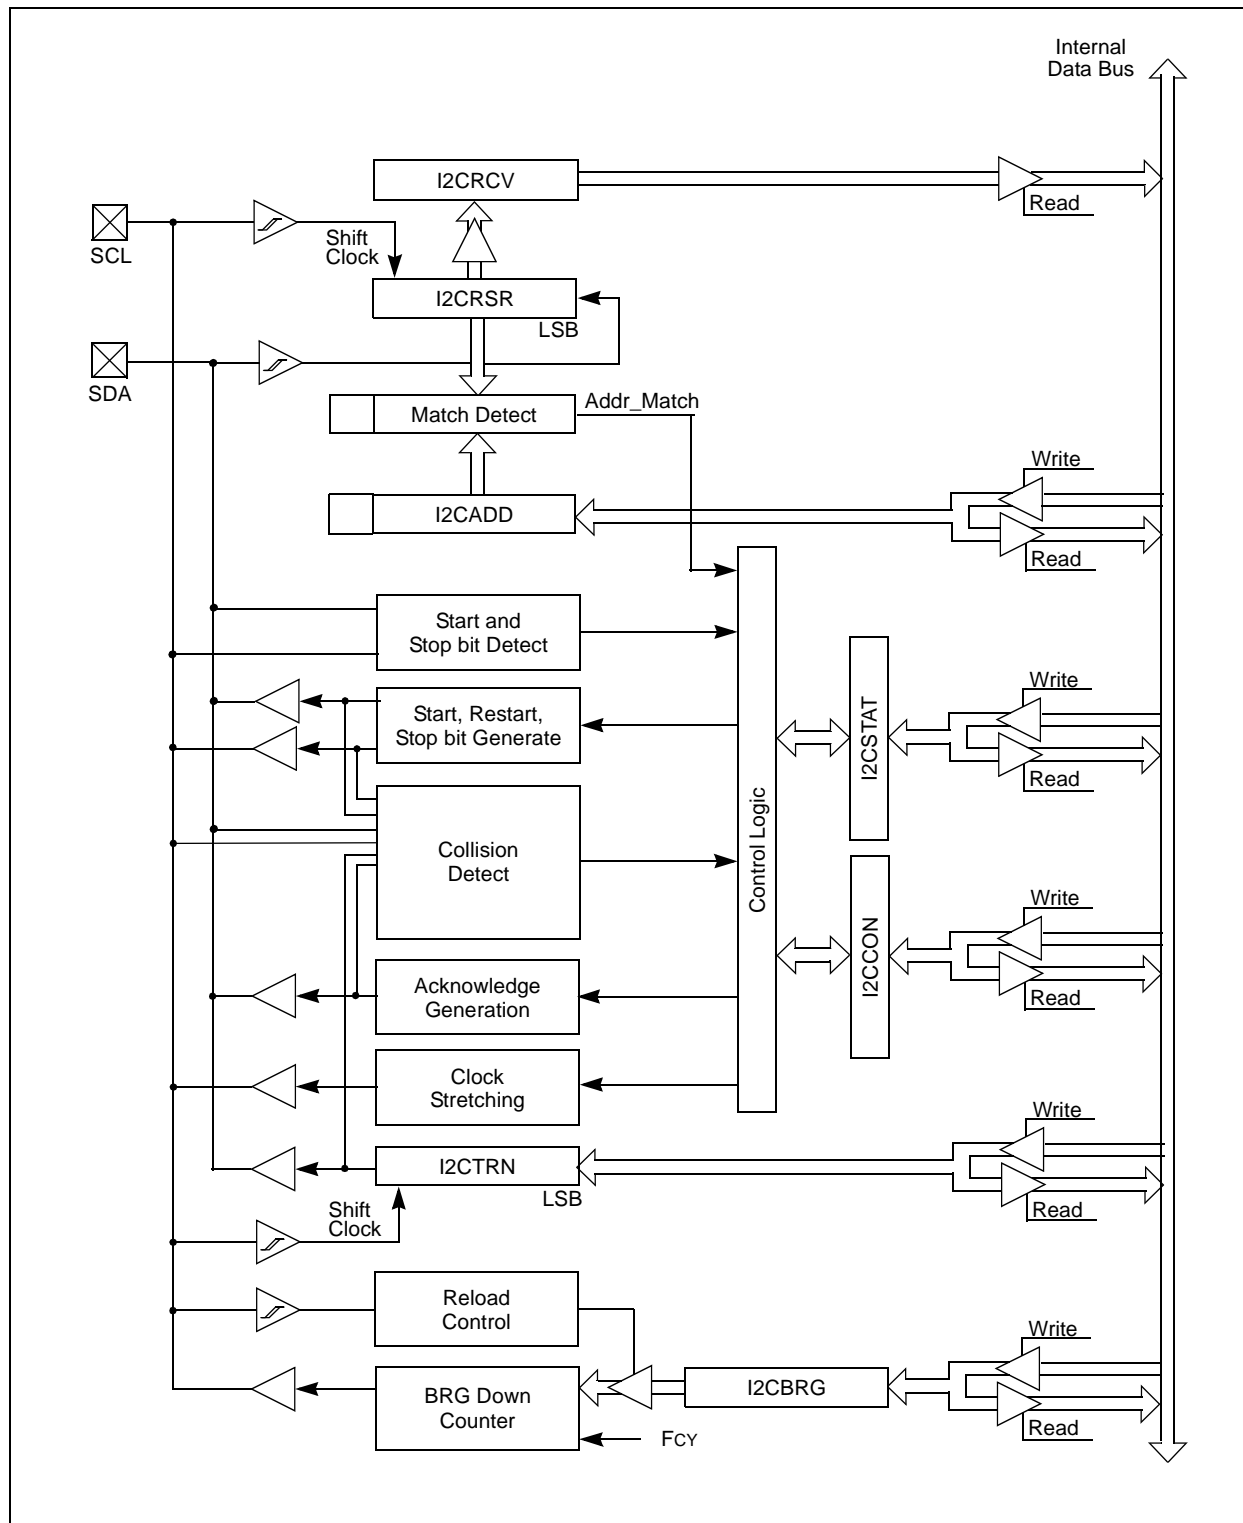 Internal
Data Bus
I2CRCV
Read
SCL
Shift
Clock
I2CRSR
LSB
SDA
Match Detect
Addr_Match
Write
I2CADD
Read
Start and
Stop bit Detect
Write
Start, Restart,
Stop bit Generate
I2CSTAT
Read
Control Logic
Collision
Detect
Write
I2CCON
Acknowledge
Generation
Read
Clock
Stretching
Write
I2CTRN
LSB
Shift
Clock
Read
Reload
Control
Write
BRG Down
Counter
I2CBRG
Read
FCY